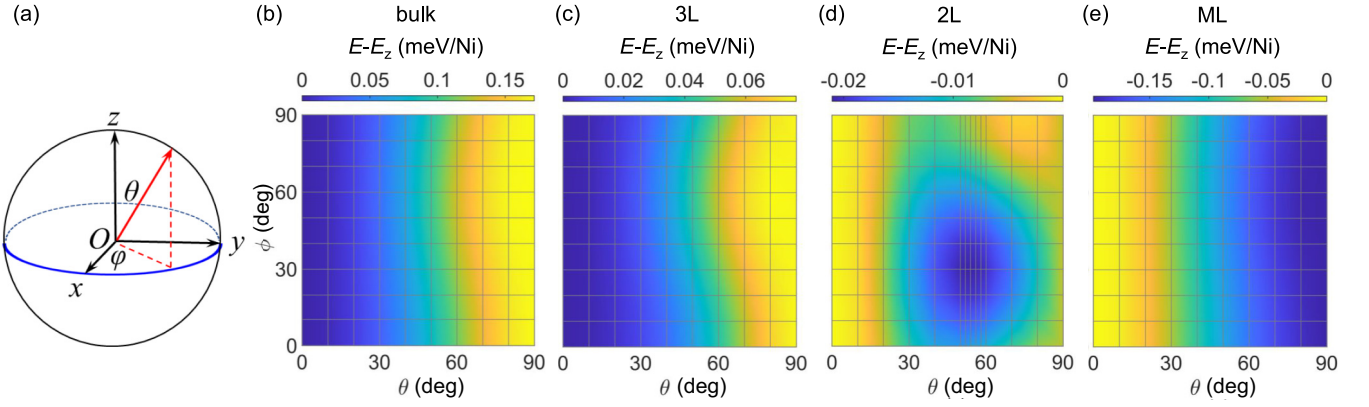 (a)
z
θ
O
φ
y
x
(b)
bulk
E-Ez (meV/Ni)
0 0.05 0.1 0.15
90
60
30
0
ϕ (deg)
0 30 60 90
θ (deg)
(c)
3L
E-Ez (meV/Ni)
0 0.02 0.04 0.06
0 30 60 90
θ (deg)
(d)
2L
E-Ez (meV/Ni)
-0.02 -0.01 0
0 30 60 90
θ (deg)
(e)
ML
E-Ez (meV/Ni)
-0.15 -0.1 -0.05 0
0 30 60 90
θ (deg)